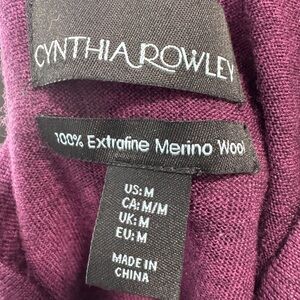 CYNTHIA ROWLEY
100% Extrafine Merino Wool
US: M
CA: M/M
UK: M
EU: M
MADE IN
CHINA